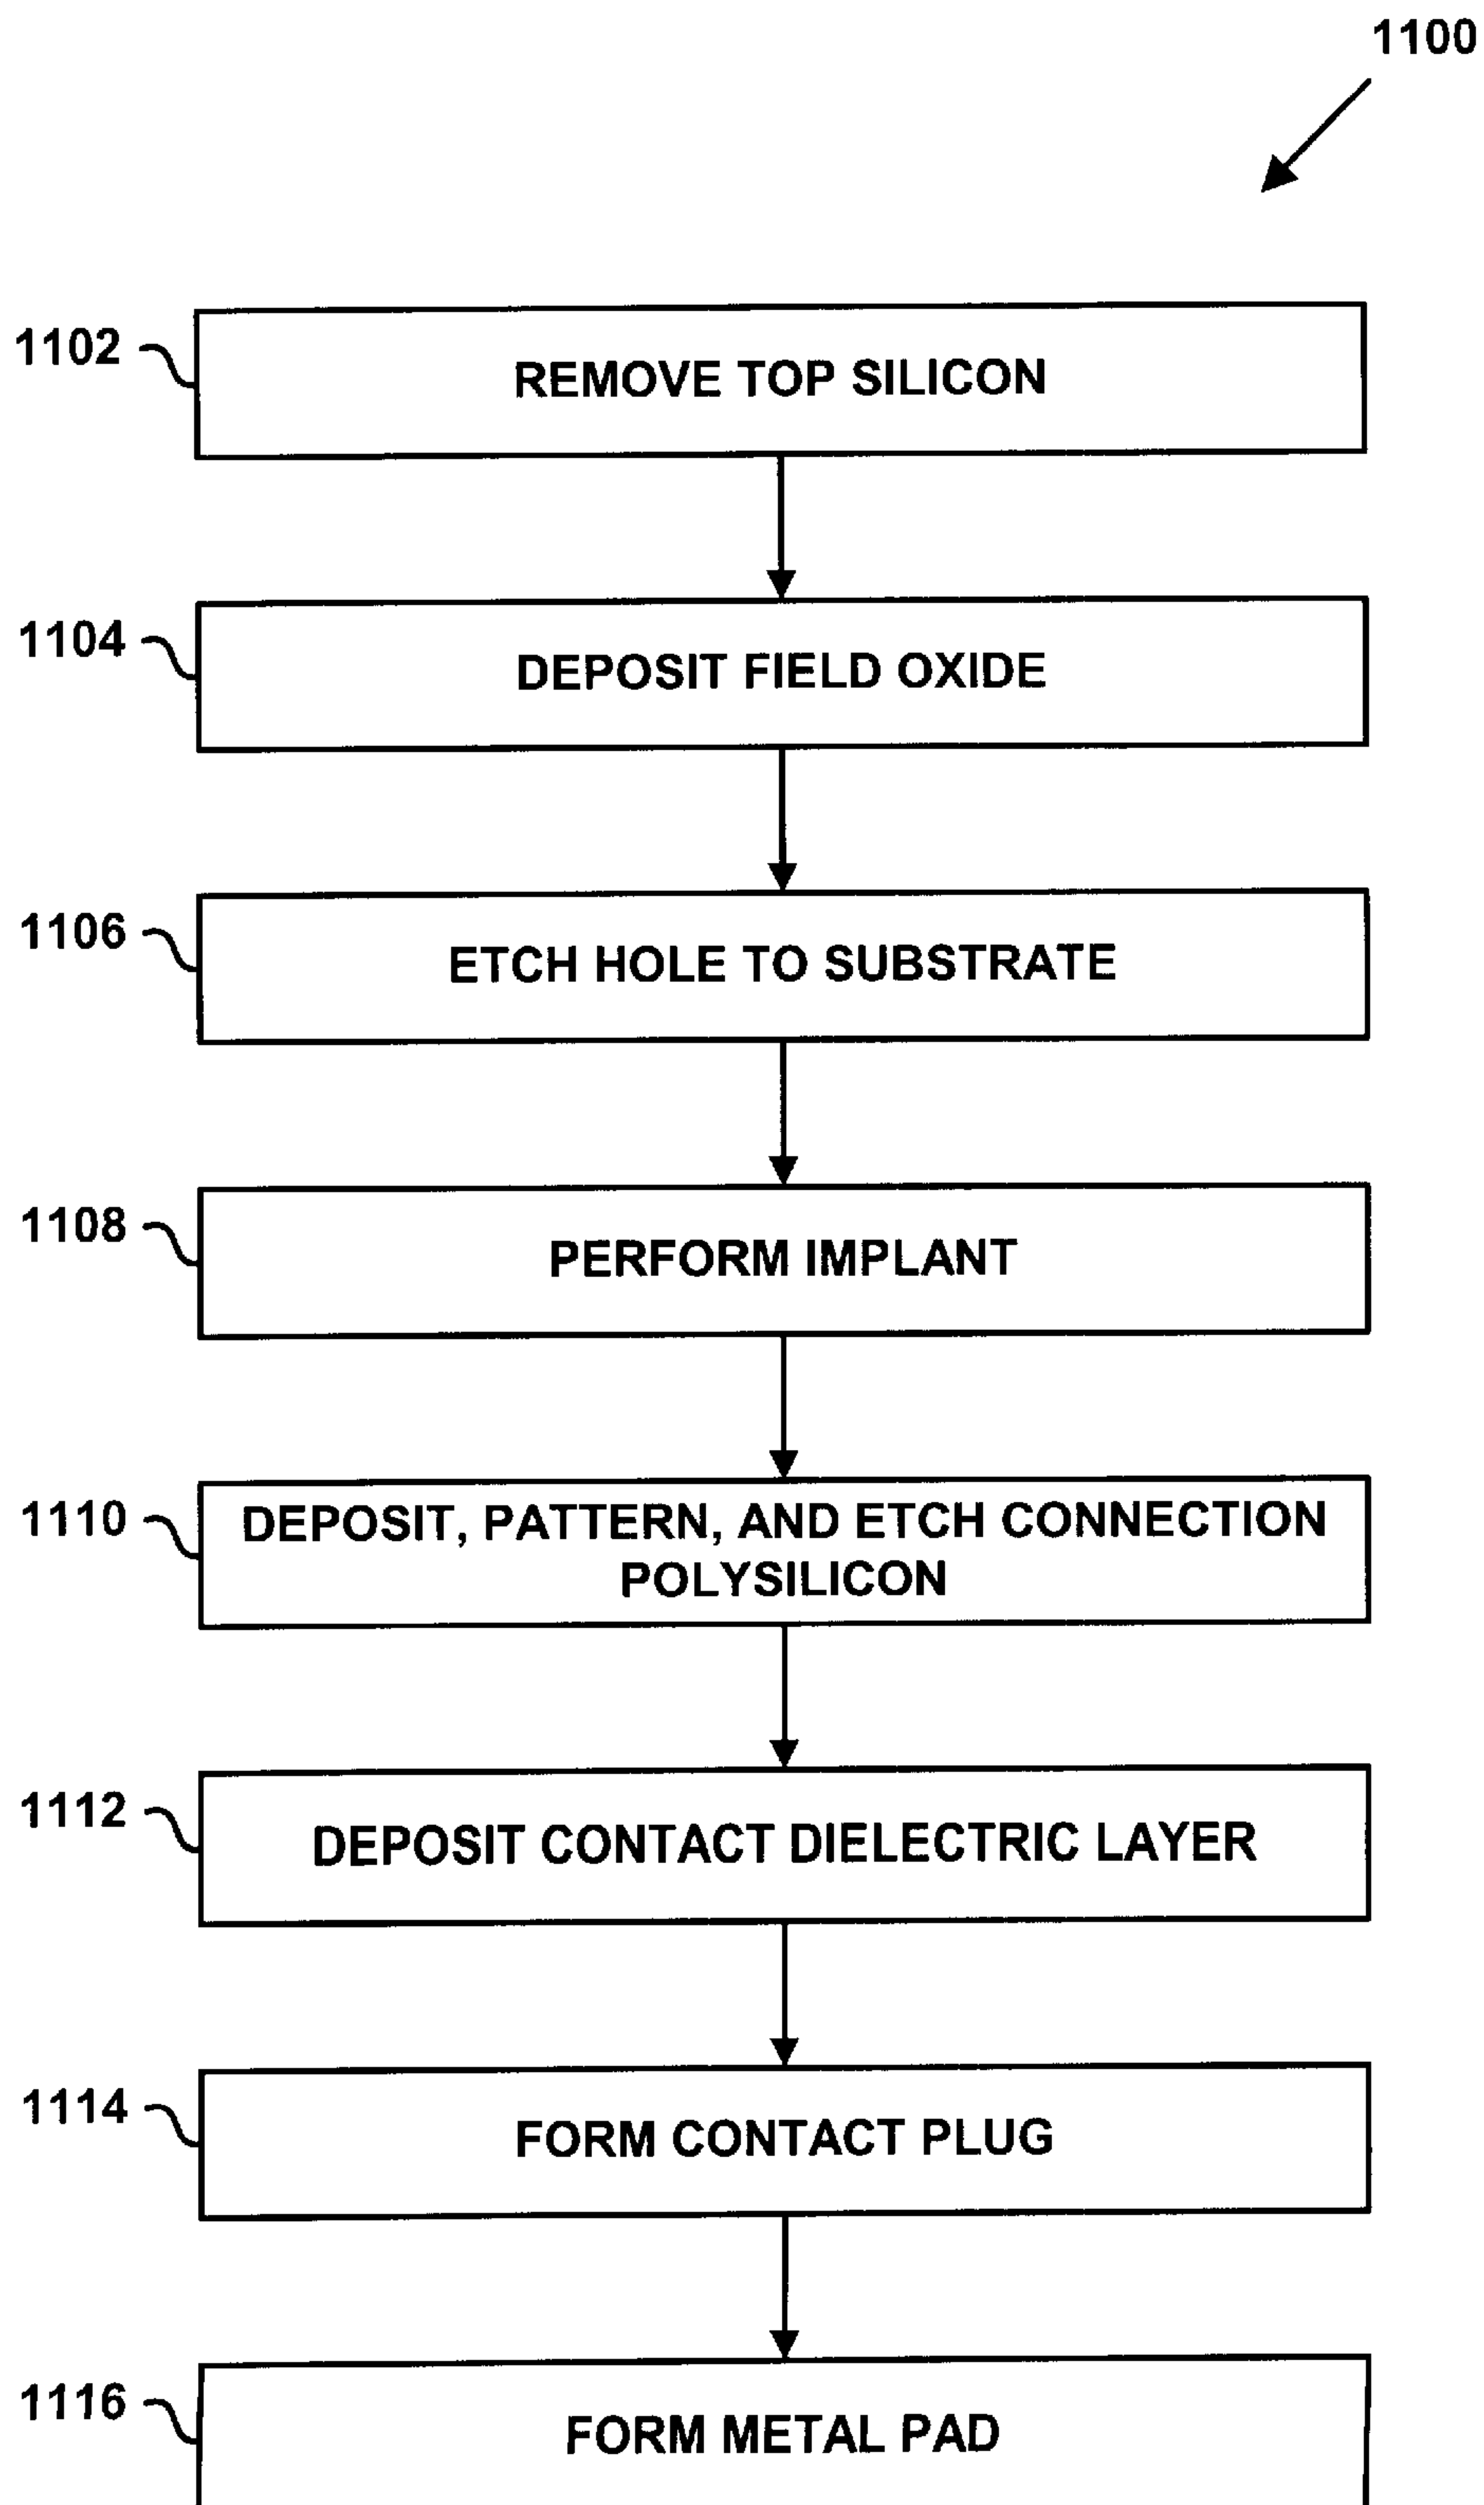 1100
1102
REMOVE TOP SILICON
1104
DEPOSIT FIELD OXIDE
1106
ETCH HOLE TO SUBSTRATE
1108
PERFORM IMPLANT
1110
DEPOSIT, PATTERN, AND ETCH CONNECTION
POLYSILICON
1112
DEPOSIT CONTACT DIELECTRIC LAYER
1114
FORM CONTACT PLUG
1116
FORM METAL PAD